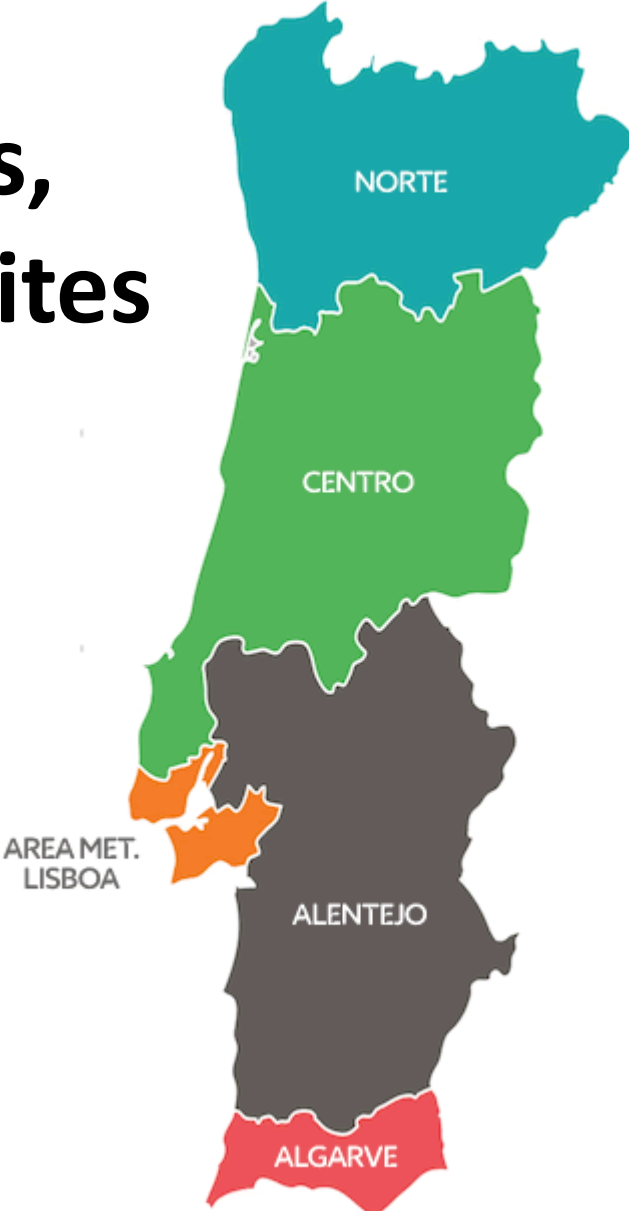 s,
ites
NORTE
CENTRO
AREA MET.
LISBOA
ALENTEJO
ALGARVE